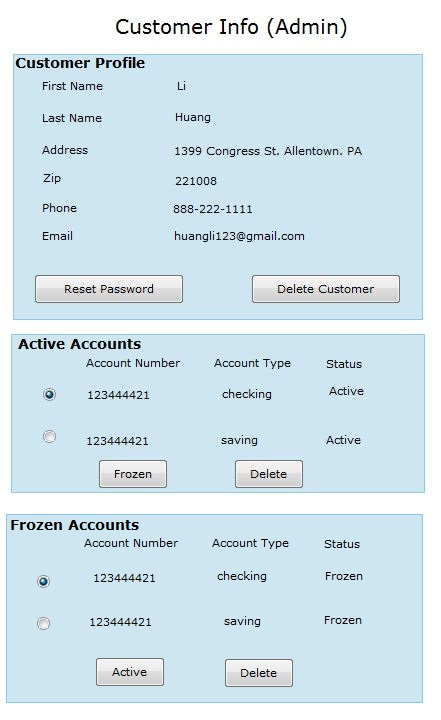 Customer Info (Admin)
Customer Profile
First Name Li
Last Name Huang
Address 1399 Congress St. Allentown. PA
Zip 221008
Phone 888-222-1111
Email huangli123@gmail.com
Reset Password Delete Customer
Active Accounts
Account Number Account Type Status
123444421 checking Active
123444421 saving Active
Frozen Delete
Frozen Accounts
Account Number Account Type Status
123444421 checking Frozen
123444421 saving Frozen
Active Delete